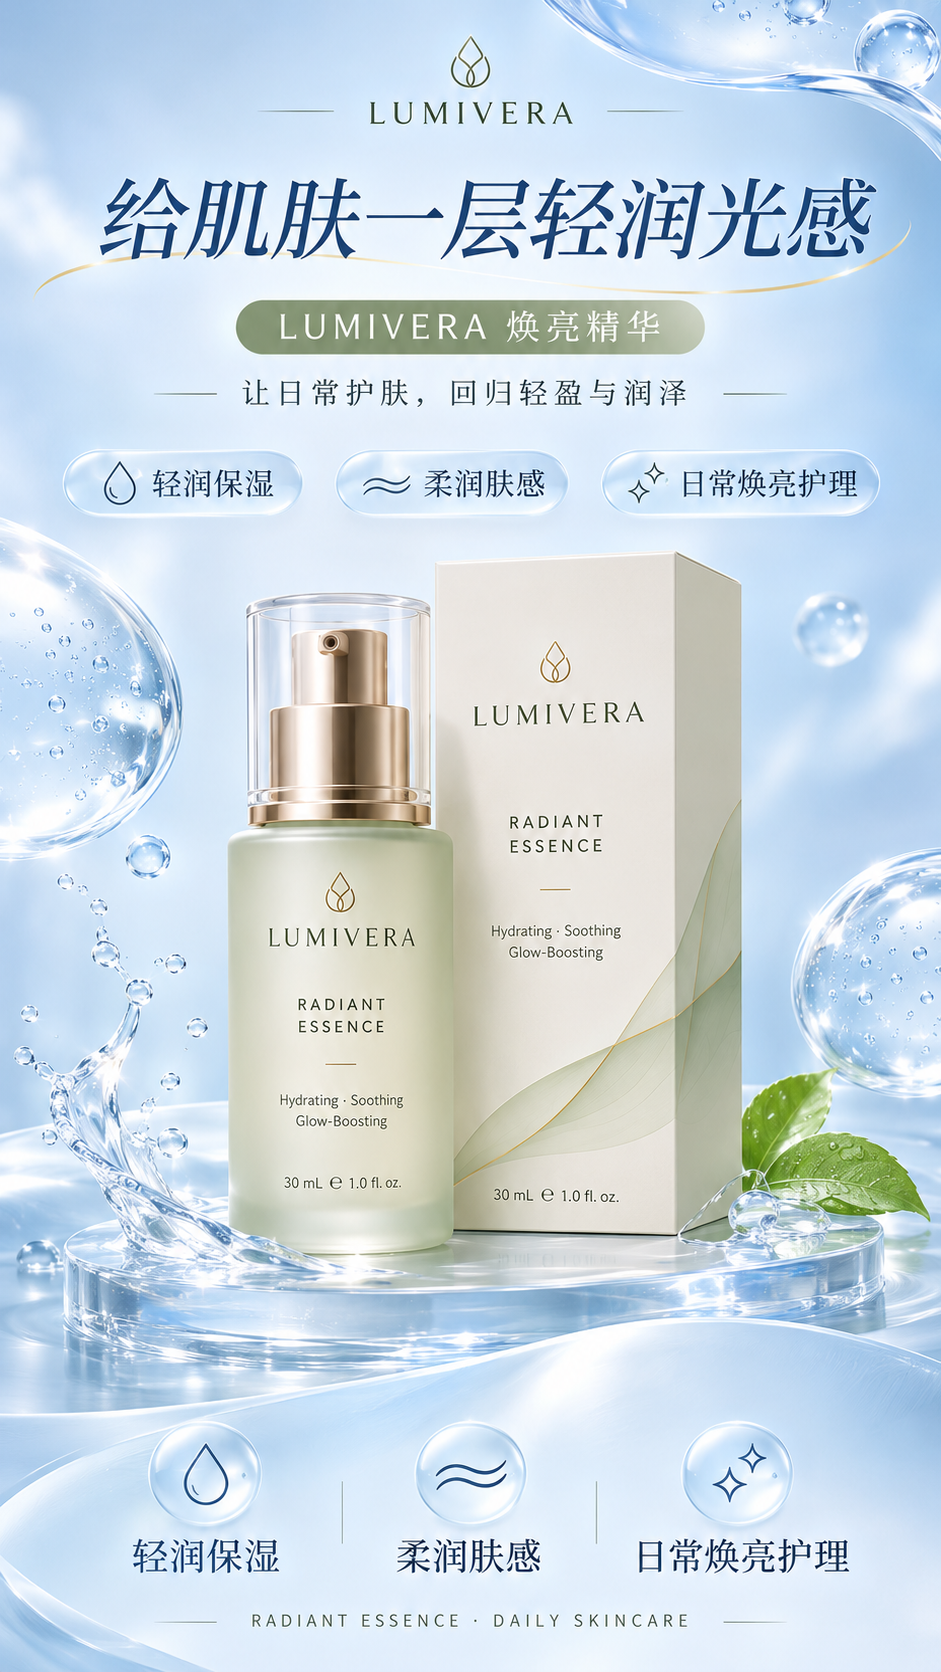 LUMIVERA
给肌肤一层轻润光感
LUMIVERA 焕亮精华
让日常护肤，回归轻盈与润泽
轻润保湿
柔润肤感
日常焕亮护理
LUMIVERA
RADIANT
ESSENCE
Hydrating · Soothing
Glow-Boosting
30 mL ℮ 1.0 fl. oz.
LUMIVERA
RADIANT
ESSENCE
Hydrating · Soothing
Glow-Boosting
30 mL ℮ 1.0 fl. oz.
轻润保湿
柔润肤感
日常焕亮护理
RADIANT ESSENCE · DAILY SKINCARE